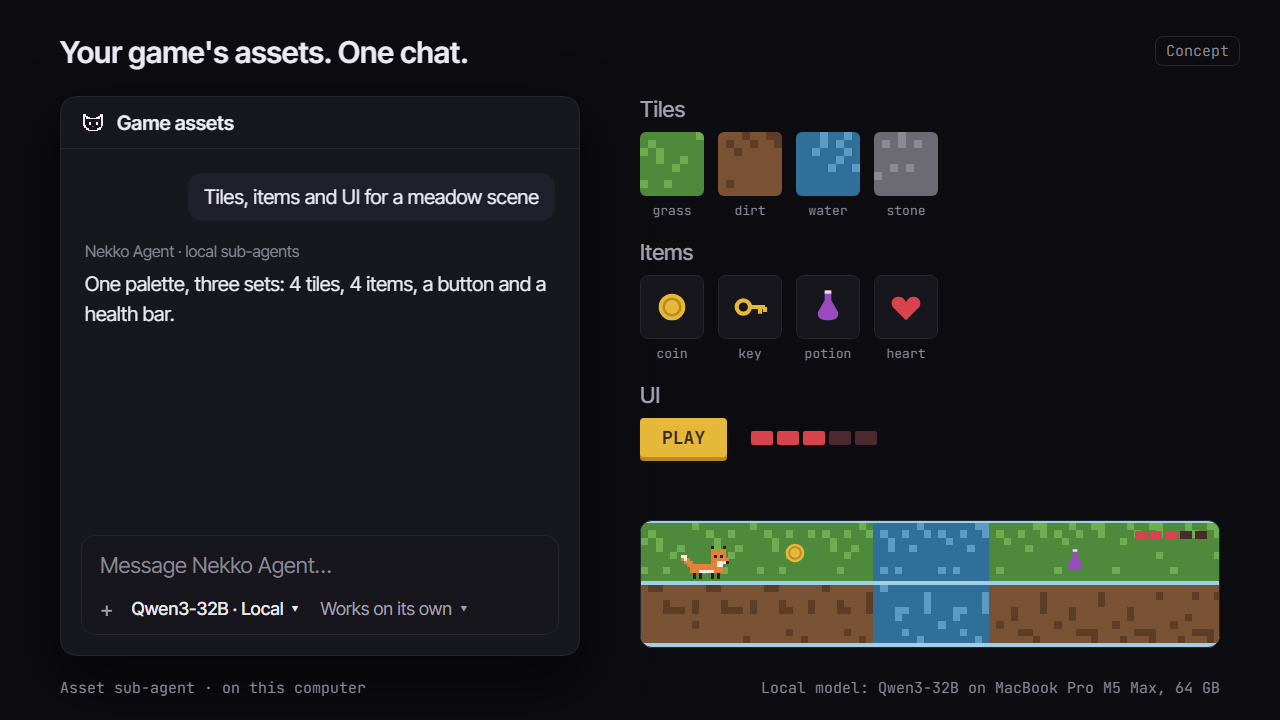 Your game's assets. One chat.
Concept
Game assets
Tiles, items and UI for a meadow scene
Nekko Agent · local sub-agents
One palette, three sets: 4 tiles, 4 items, a button and a
health bar.
Message Nekko Agent...
+ Qwen3-32B · Local ▾ Works on its own ▾
Tiles
grass dirt water stone
Items
coin key potion heart
UI
PLAY
Asset sub-agent · on this computer
Local model: Qwen3-32B on MacBook Pro M5 Max, 64 GB